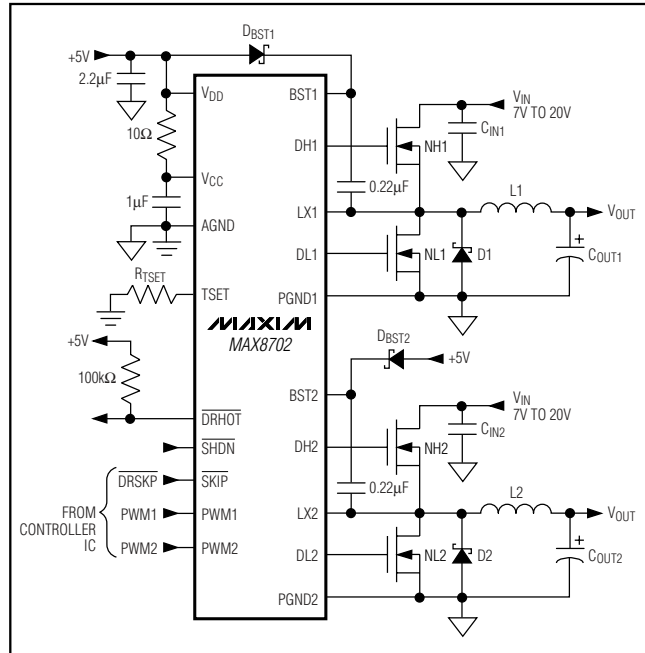 DBST1
+5V
2.2μF
VDD
10Ω
VCC
1μF
AGND
RTSET
TSET
+5V
100kΩ
DRHOT
SHDN
DRSKP
SKIP
FROM
CONTROLLER
IC
PWM1
PWM1
PWM2
PWM2
MAXIM
MAX8702
BST1
DH1
LX1
DL1
PGND1
BST2
DH2
LX2
DL2
PGND2
VIN
7V TO 20V
CIN1
NH1
0.22μF
L1
VOUT
NL1
D1
+
COUT1
DBST2
+5V
VIN
7V TO 20V
CIN2
NH2
0.22μF
L2
VOUT
NL2
D2
+
COUT2